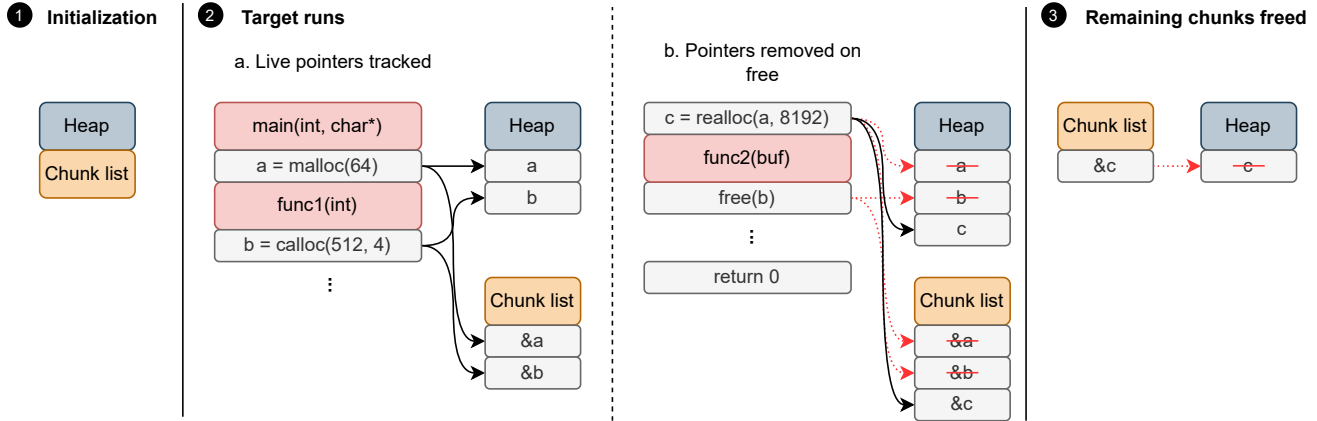 1 Initialization
Heap
Chunk list
2 Target runs
a. Live pointers tracked
main(int, char*)
a = malloc(64)
func1(int)
b = calloc(512, 4)
⋮
Heap
a
b
Chunk list
&a
&b
b. Pointers removed on
free
c = realloc(a, 8192)
func2(buf)
free(b)
⋮
return 0
Heap
a
b
c
Chunk list
&a
&b
&c
3 Remaining chunks freed
Chunk list
&c
Heap
c